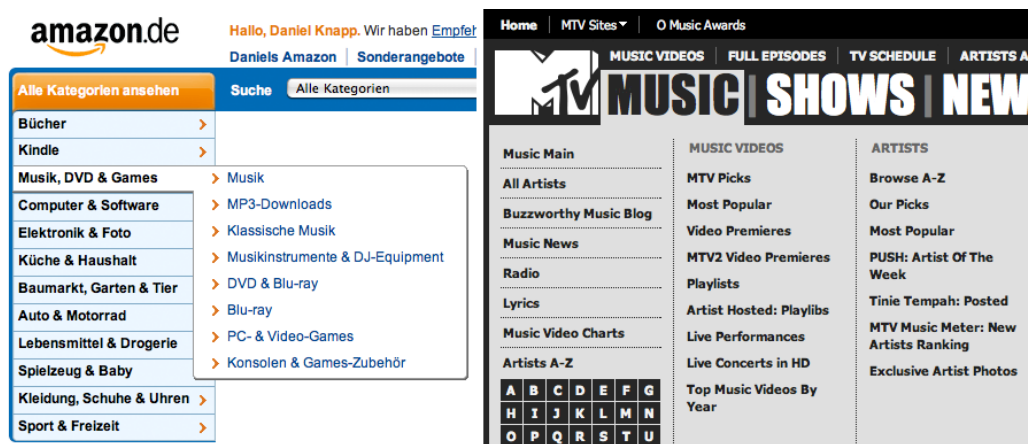 amazon.de
Hallo, Daniel Knapp. Wir haben Empfeh
Daniels Amazon | Sonderangebote
Alle Kategorien ansehen
Suche Alle Kategorien
Bücher
Kindle
Musik, DVD & Games
Computer & Software
Elektronik & Foto
Küche & Haushalt
Baumarkt, Garten & Tier
Auto & Motorrad
Lebensmittel & Drogerie
Spielzeug & Baby
Kleidung, Schuhe & Uhren
Sport & Freizeit
Musik
MP3-Downloads
Klassische Musik
Musikinstrumente & DJ-Equipment
DVD & Blu-ray
Blu-ray
PC- & Video-Games
Konsolen & Games-Zubehör
Home | MTV Sites | O Music Awards
MTV
MUSIC VIDEOS | FULL EPISODES | TV SCHEDULE | ARTISTS A
MUSIC | SHOWS | NEW
Music Main
All Artists
Buzzworthy Music Blog
Music News
Radio
Lyrics
Music Video Charts
Artists A-Z
A B C D E F G
H I J K L M N
O P Q R S T U
MUSIC VIDEOS
MTV Picks
Most Popular
Video Premieres
MTV2 Video Premieres
Playlists
Artist Hosted: Playlibs
Live Performances
Live Concerts in HD
Top Music Videos By
Year
ARTISTS
Browse A-Z
Our Picks
Most Popular
PUSH: Artist Of The
Week
Tinie Tempah: Posted
MTV Music Meter: New
Artists Ranking
Exclusive Artist Photos